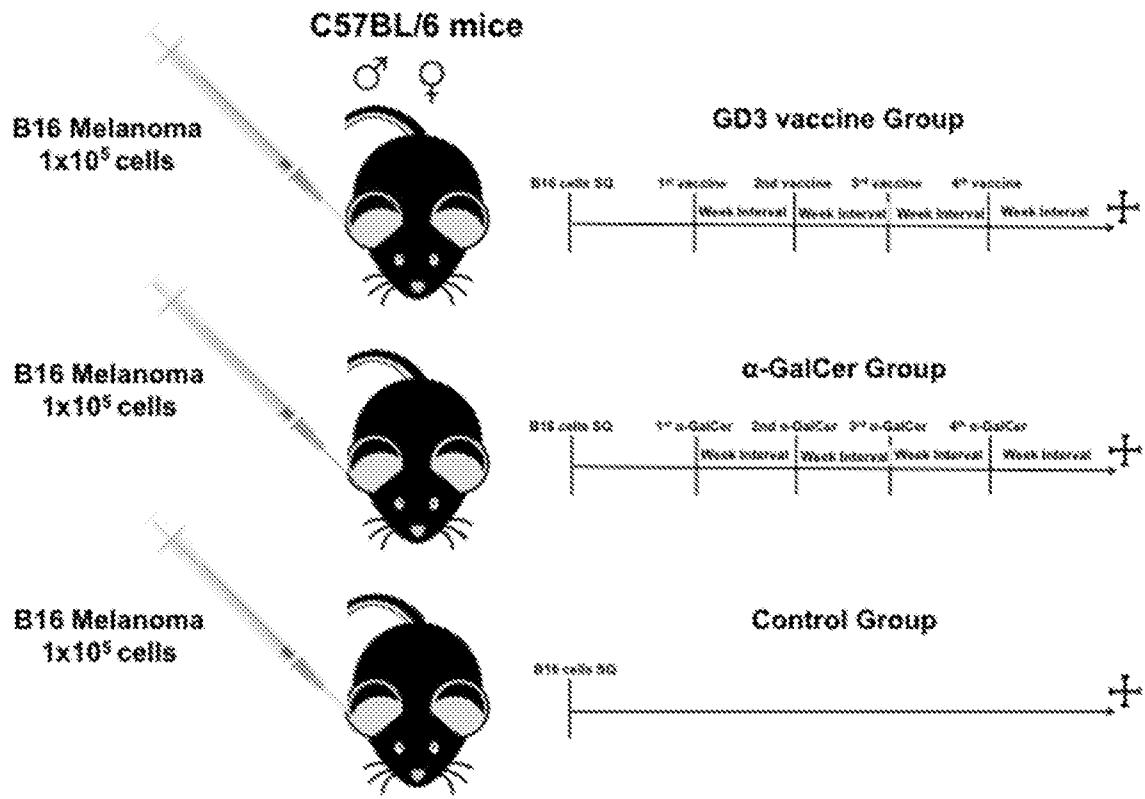 C57BL/6 mice
♂ ♀
B16 Melanoma
1x10⁵ cells
GD3 vaccine Group
B16 cells SQ 1ˢᵗ vaccine 2nd vaccine 3ʳᵈ vaccine 4ᵗʰ vaccine
Week interval Week interval Week interval Week interval
B16 Melanoma
1x10⁵ cells
α-GalCer Group
B16 cells SQ 1ˢᵗ α-GalCer 2nd α-GalCer 3ʳᵈ α-GalCer 4ᵗʰ α-GalCer
Week interval Week interval Week interval Week interval
B16 Melanoma
1x10⁵ cells
Control Group
B16 cells SQ